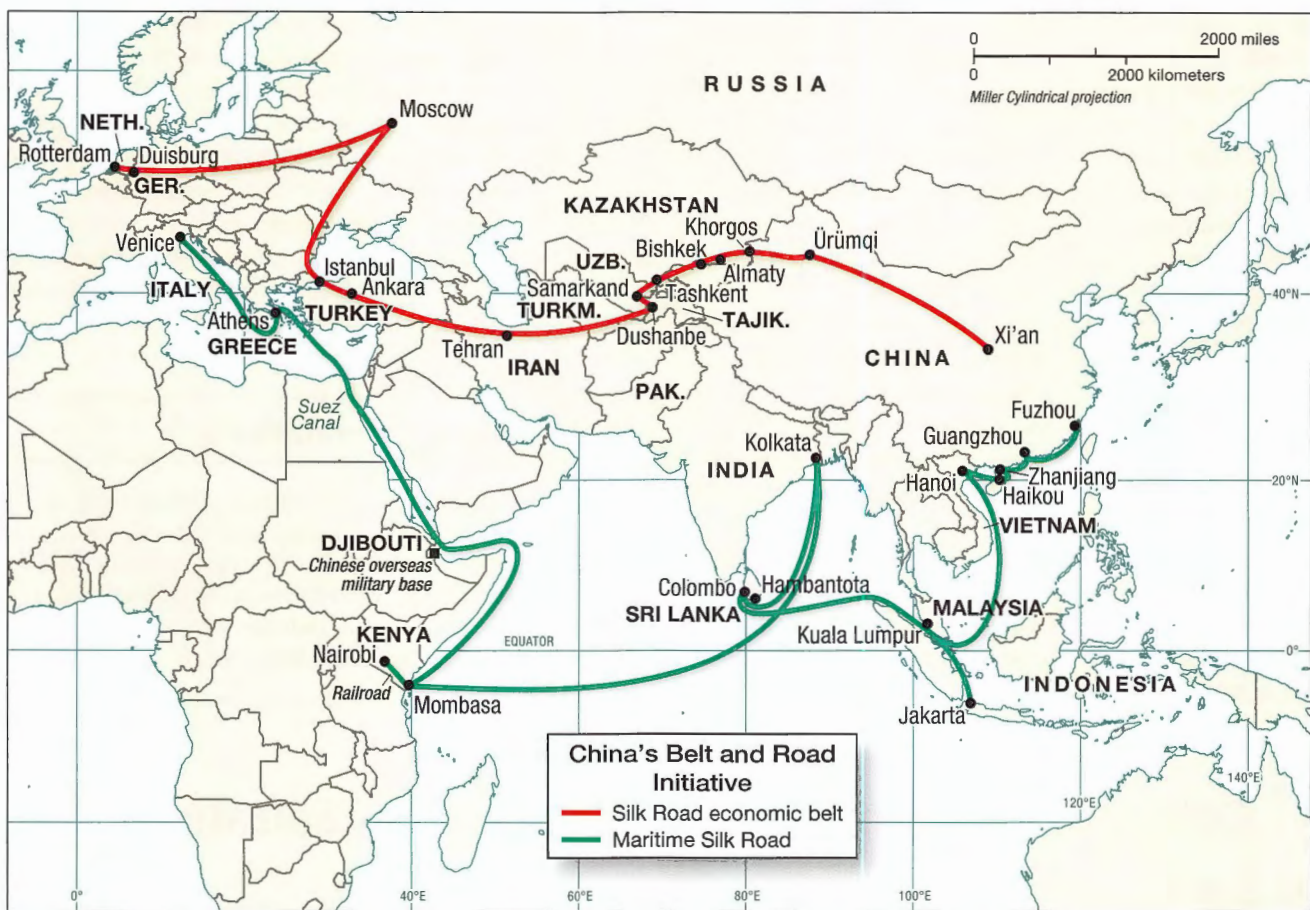 0 2000 miles
0 2000 kilometers
Miller Cylindrical projection
RUSSIA
Moscow
NETH.
Rotterdam
Duisburg
GER.
KAZAKHSTAN
Khorgos
Bishkek
Ürümqi
Venice
UZB.
Almaty
Istanbul
Ankara
ITALY
Samarkand
Tashkent
40°N
TURKEY
TURKM.
TAJIK.
Athens
GREECE
Dushanbe
Xi'an
Tehran
IRAN
CHINA
PAK.
Suez
Canal
Fuzhou
Kolkata
Guangzhou
INDIA
Hanoi
Zhanjiang
20°N
Haikou
VIETNAM
DJIBOUTI
Chinese overseas
military base
Colombo
Hambantota
SRI LANKA
MALAYSIA
KENYA
Kuala Lumpur
EQUATOR
Nairobi
0°
Railroad
INDONESIA
Mombasa
Jakarta
China's Belt and Road
Initiative
Silk Road economic belt
Maritime Silk Road
140°E
120°E
0°
40°E
60°E
80°E
100°E